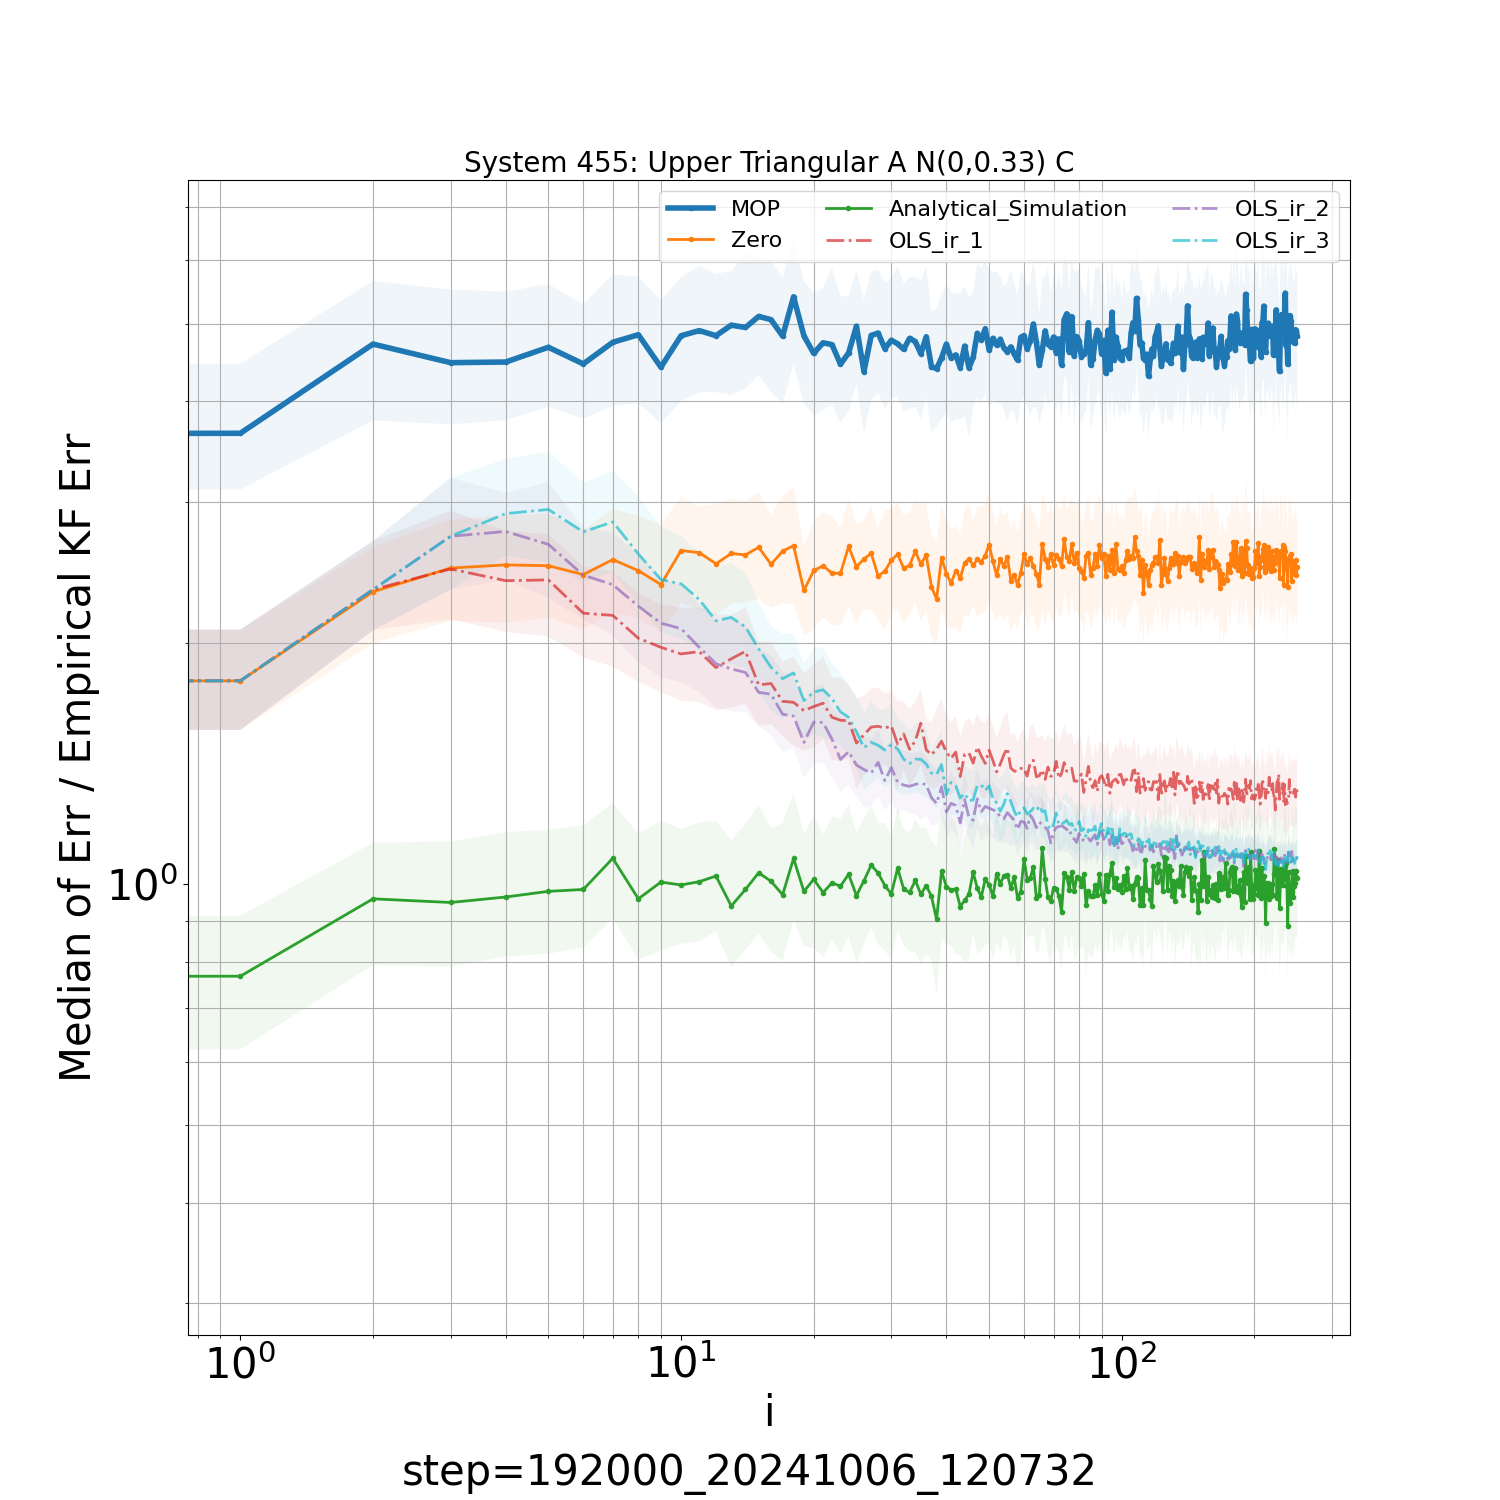 System 455: Upper Triangular A N(0,0.33) C
MOP
Zero
Analytical_Simulation
OLS_ir_1
OLS_ir_2
OLS_ir_3
Median of Err / Empirical KF Err
10⁰
10⁰
10¹
10²
i
step=192000_20241006_120732